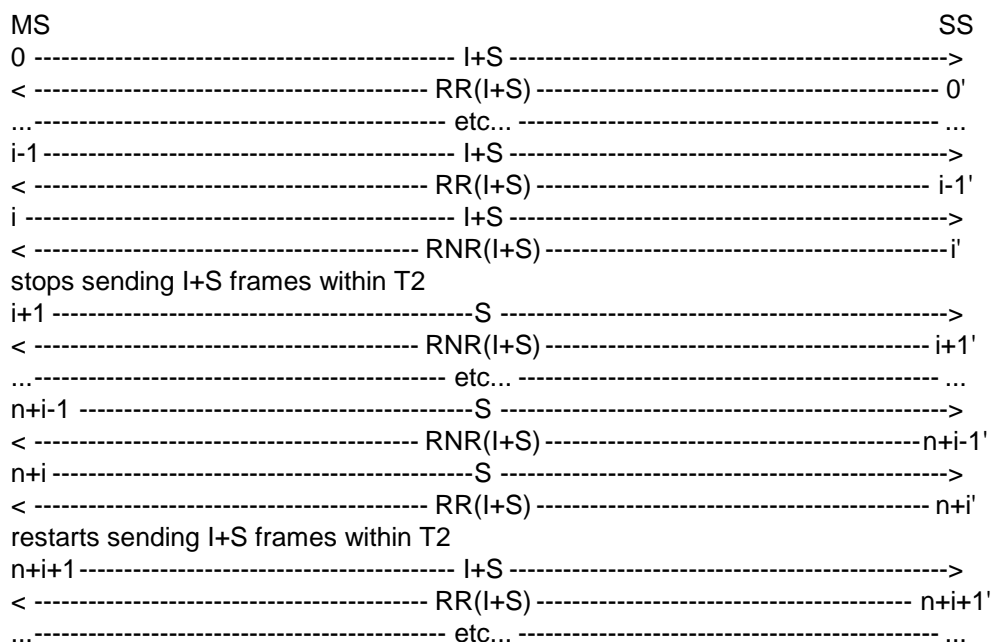 MS SS
0 ----------------------------------------------- I+S ------------------------------------------------->
< -------------------------------------------- RR(I+S) --------------------------------------------- 0'
...---------------------------------------------- etc... ----------------------------------------------- ...
i-1 ---------------------------------------------- I+S ------------------------------------------------->
< -------------------------------------------- RR(I+S) -------------------------------------------- i-1'
i ------------------------------------------------ I+S ------------------------------------------------->
< ------------------------------------------- RNR(I+S) ---------------------------------------------i'
stops sending I+S frames within T2
i+1 -----------------------------------------------S -------------------------------------------------->
< ------------------------------------------- RNR(I+S) ------------------------------------------- i+1'
...---------------------------------------------- etc... ----------------------------------------------- ...
n+i-1 --------------------------------------------S -------------------------------------------------->
< ------------------------------------------- RNR(I+S) ------------------------------------------n+i-1'
n+i -----------------------------------------------S -------------------------------------------------->
< -------------------------------------------- RR(I+S) -------------------------------------------- n+i'
restarts sending I+S frames within T2
n+i+1 ------------------------------------------ I+S ------------------------------------------------->
< -------------------------------------------- RR(I+S) ------------------------------------------ n+i+1'
...---------------------------------------------- etc... ----------------------------------------------- ...